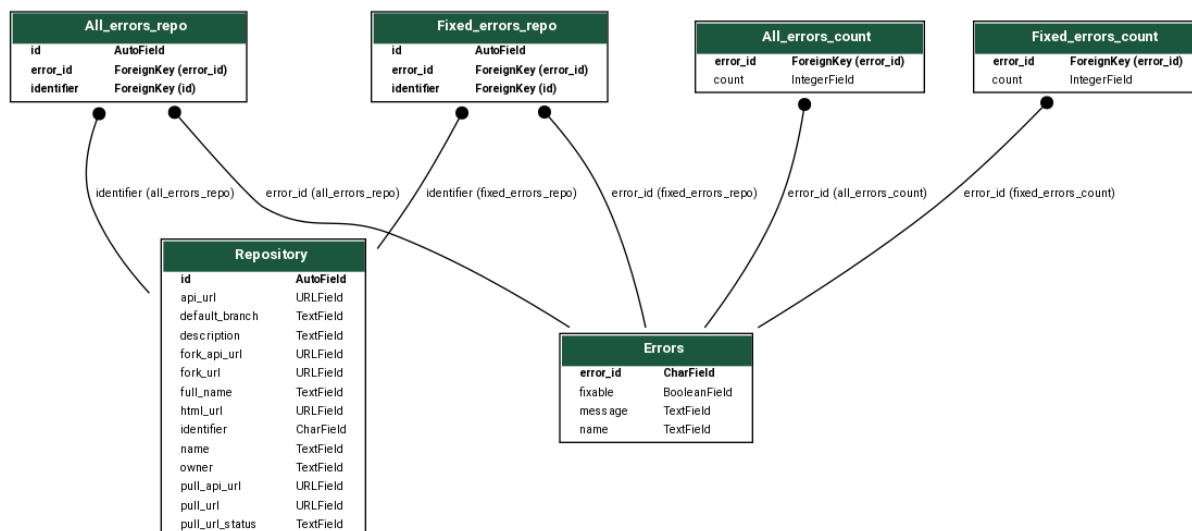 All_errors_repo
id AutoField
error_id ForeignKey (error_id)
identifier ForeignKey (id)
Fixed_errors_repo
id AutoField
error_id ForeignKey (error_id)
identifier ForeignKey (id)
All_errors_count
error_id ForeignKey (error_id)
count IntegerField
Fixed_errors_count
error_id ForeignKey (error_id)
count IntegerField
identifier (all_errors_repo)
error_id (all_errors_repo)
identifier (fixed_errors_repo)
error_id (fixed_errors_repo)
error_id (all_errors_count)
error_id (fixed_errors_count)
Repository
id AutoField
api_url URLField
default_branch TextField
description TextField
fork_api_url URLField
fork_url URLField
full_name TextField
html_url URLField
identifier CharField
name TextField
owner TextField
pull_api_url URLField
pull_url URLField
pull_url_status TextField
Errors
error_id CharField
fixable BooleanField
message TextField
name TextField